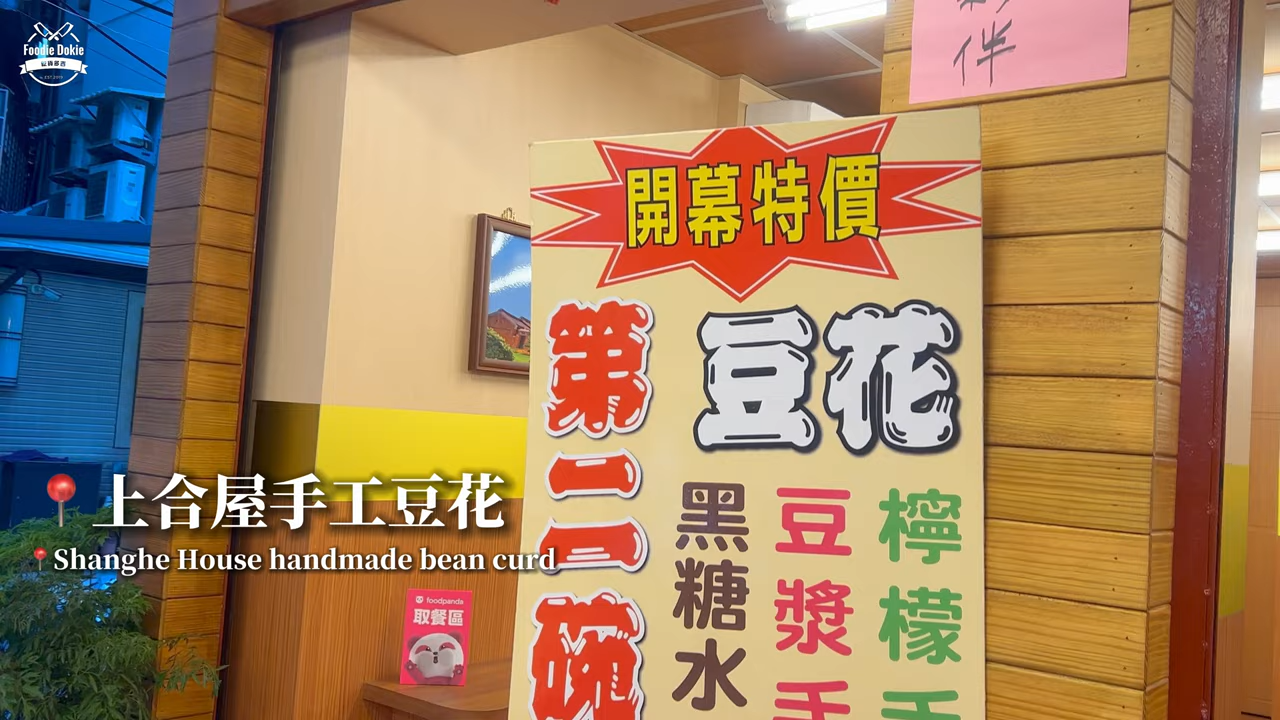 Foodie Dokie
伴
開幕特價
豆花
第二碗
黑糖水
豆漿
檸檬
📍上合屋手工豆花
📍Shanghe House handmade bean curd
foodpanda
取餐區